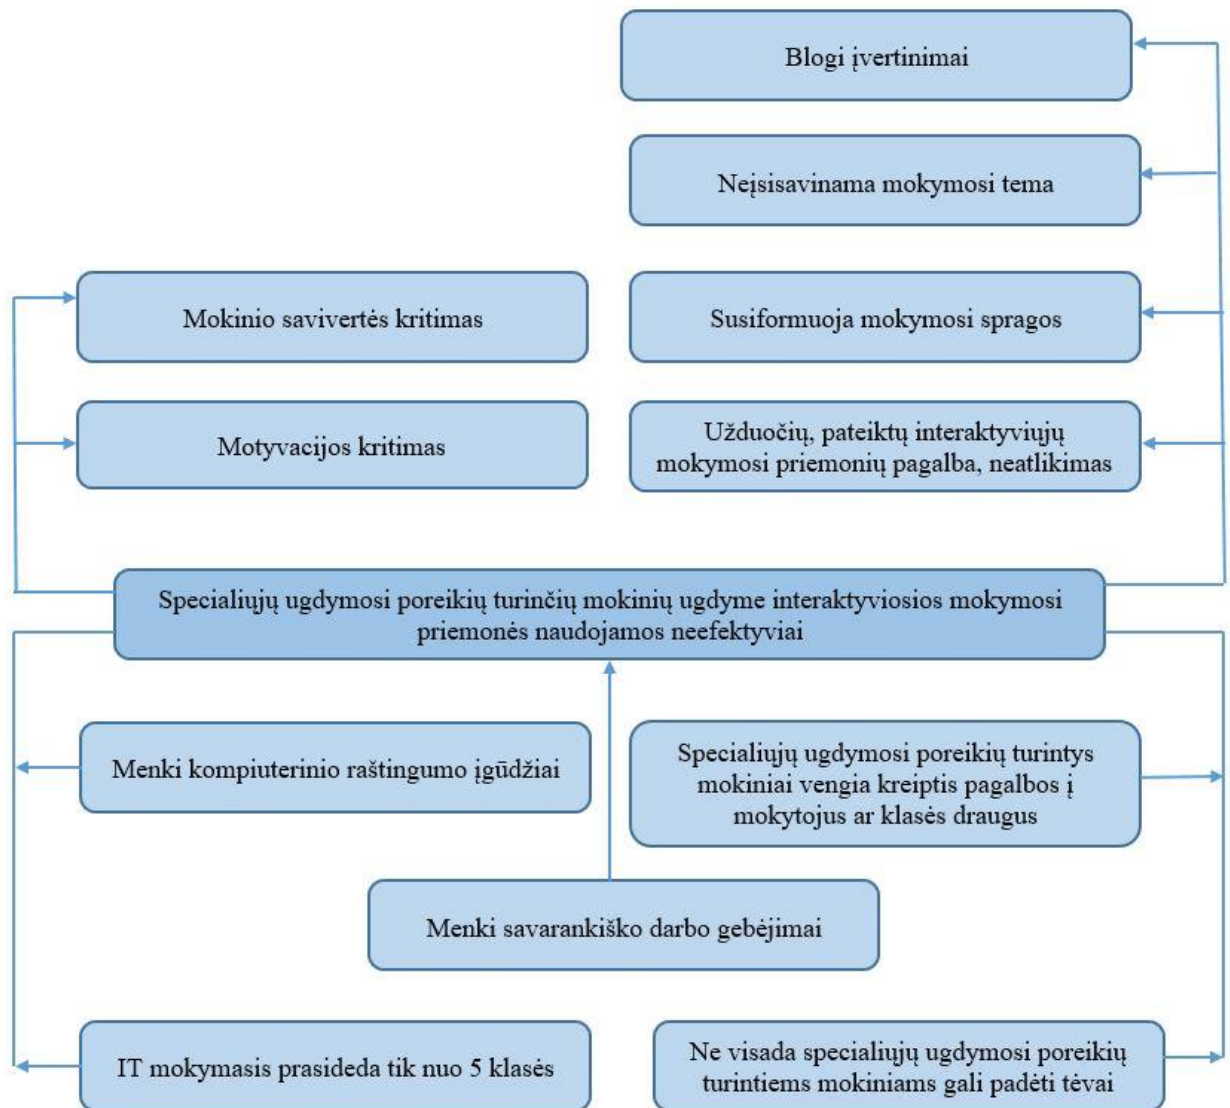 Blogi įvertinimai
Neįsisavinama mokymosi tema
Mokinio savivertės kritimas
Susiformuoja mokymosi spragos
Motyvacijos kritimas
Užduočių, pateiktų interaktyviųjų
mokymosi priemonių pagalba, neatlikimas
Specialiųjų ugdymosi poreikių turinčių mokinių ugdyme interaktyviosios mokymosi
priemonės naudojamos neefektyviai
Menki kompiuterinio raštingumo įgūdžiai
Specialiųjų ugdymosi poreikių turintys
mokiniai vengia kreiptis pagalbos į
mokytojus ar klasės draugus
Menki savarankiško darbo gebėjimai
IT mokymasis prasideda tik nuo 5 klasės
Ne visada specialiųjų ugdymosi poreikių
turintiems mokiniams gali padėti tėvai